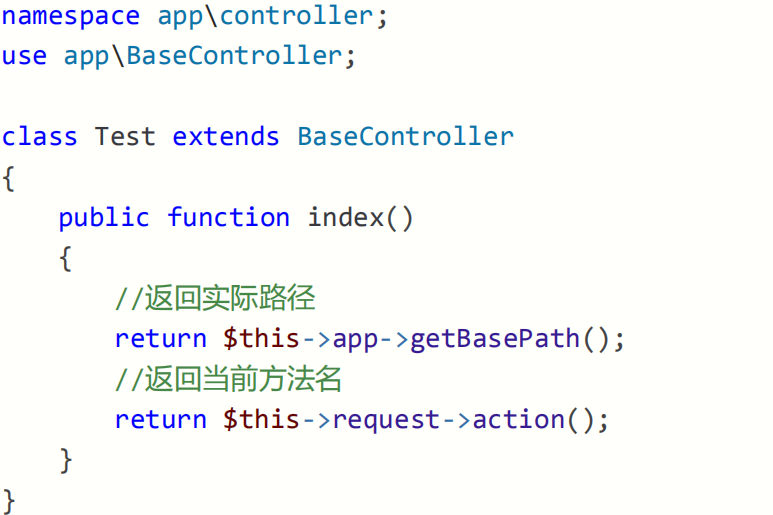 namespace app\controller;
use app\BaseController;
class Test extends BaseController
{
public function index()
{
//返回实际路径
return $this->app->getBasePath();
//返回当前方法名
return $this->request->action();
}
}